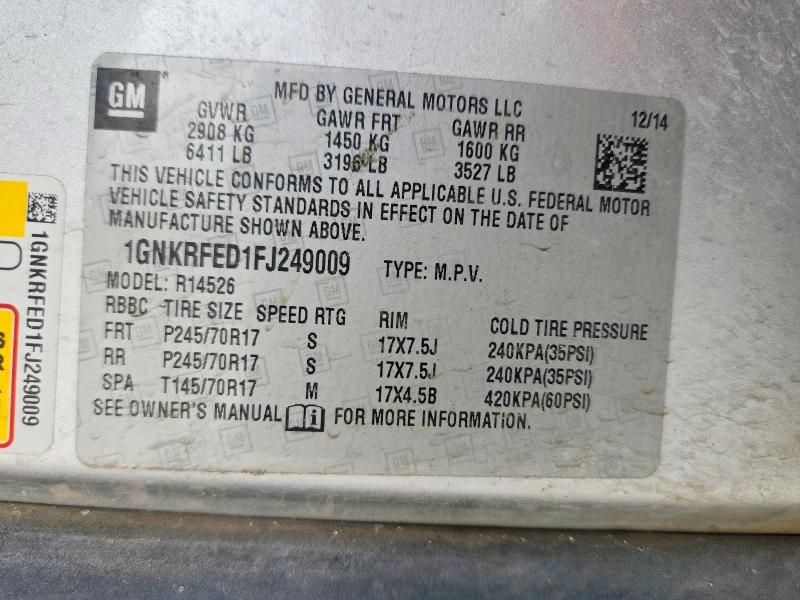 GM
MFD BY GENERAL MOTORS LLC
12/14
GVWR GAWR FRT GAWR RR
2908 KG 1450 KG 1600 KG
6411 LB 3196 LB 3527 LB
THIS VEHICLE CONFORMS TO ALL APPLICABLE U.S. FEDERAL MOTOR
VEHICLE SAFETY STANDARDS IN EFFECT ON THE DATE OF
MANUFACTURE SHOWN ABOVE.
1GNKRFED1FJ249009 TYPE: M.P.V.
MODEL: R14526
RBBC TIRE SIZE SPEED RTG RIM COLD TIRE PRESSURE
FRT P245/70R17 S 17X7.5J 240KPA(35PSI)
RR P245/70R17 S 17X7.5J 240KPA(35PSI)
SPA T145/70R17 M 17X4.5B 420KPA(60PSI)
SEE OWNER'S MANUAL FOR MORE INFORMATION.
1GNKRFED1FJ249009